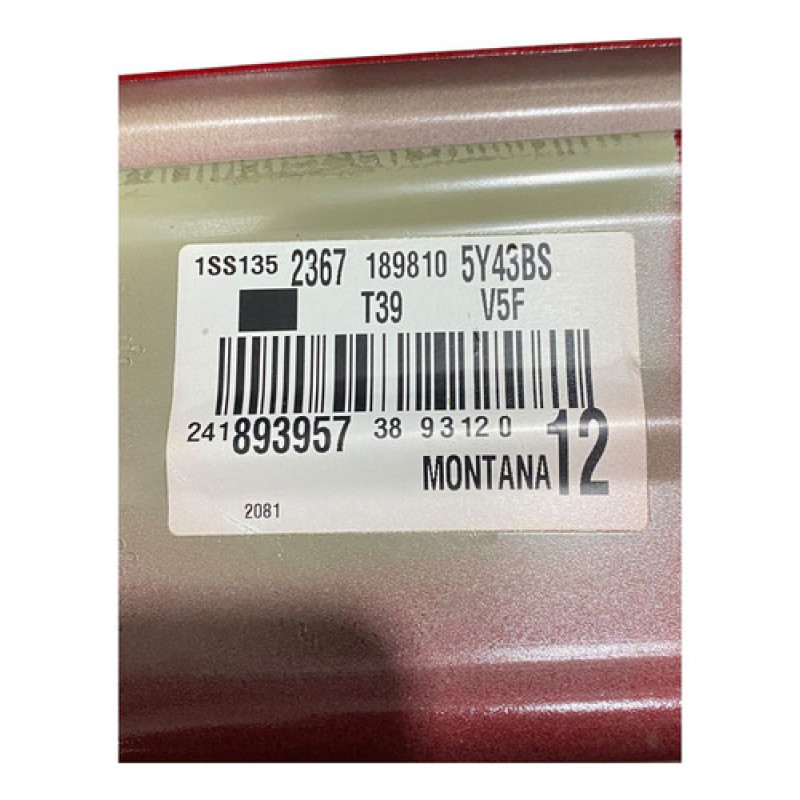 1SS135 2367 189810 5Y43BS
T39 V5F
241893957 38 93120
MONTANA 12
2081